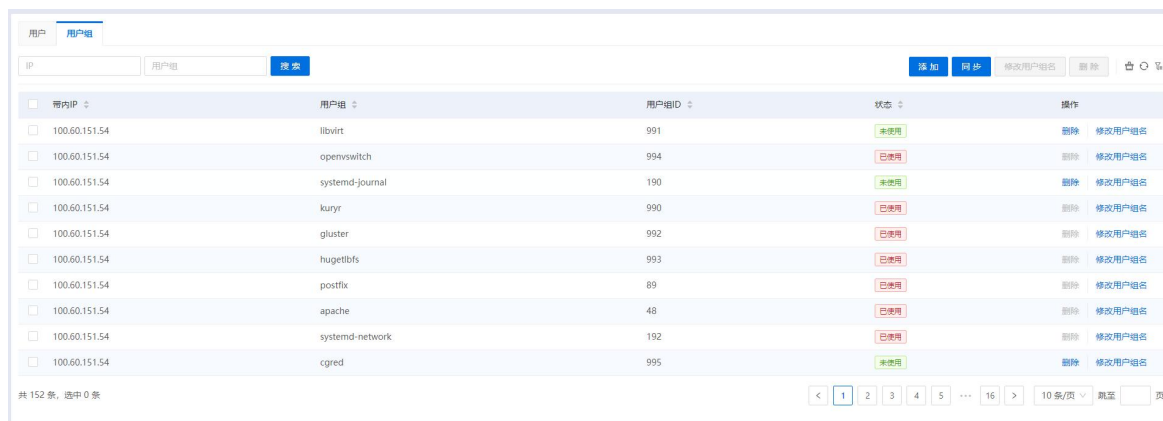 用户 用户组
IP 用户组 搜 索 添 加 同 步 修改用户组名 删 除
带内IP 用户组 用户组ID 状态 操作
100.60.151.54 libvirt 991 未使用 删除 修改用户组名
100.60.151.54 openvswitch 994 已使用 删除 修改用户组名
100.60.151.54 systemd-journal 190 未使用 删除 修改用户组名
100.60.151.54 kuryr 990 已使用 删除 修改用户组名
100.60.151.54 gluster 992 已使用 删除 修改用户组名
100.60.151.54 hugetlbfs 993 已使用 删除 修改用户组名
100.60.151.54 postfix 89 已使用 删除 修改用户组名
100.60.151.54 apache 48 已使用 删除 修改用户组名
100.60.151.54 systemd-network 192 已使用 删除 修改用户组名
100.60.151.54 cgred 995 未使用 删除 修改用户组名
共 152 条, 选中 0 条 < 1 2 3 4 5 ••• 16 > 10 条/页 跳至 页